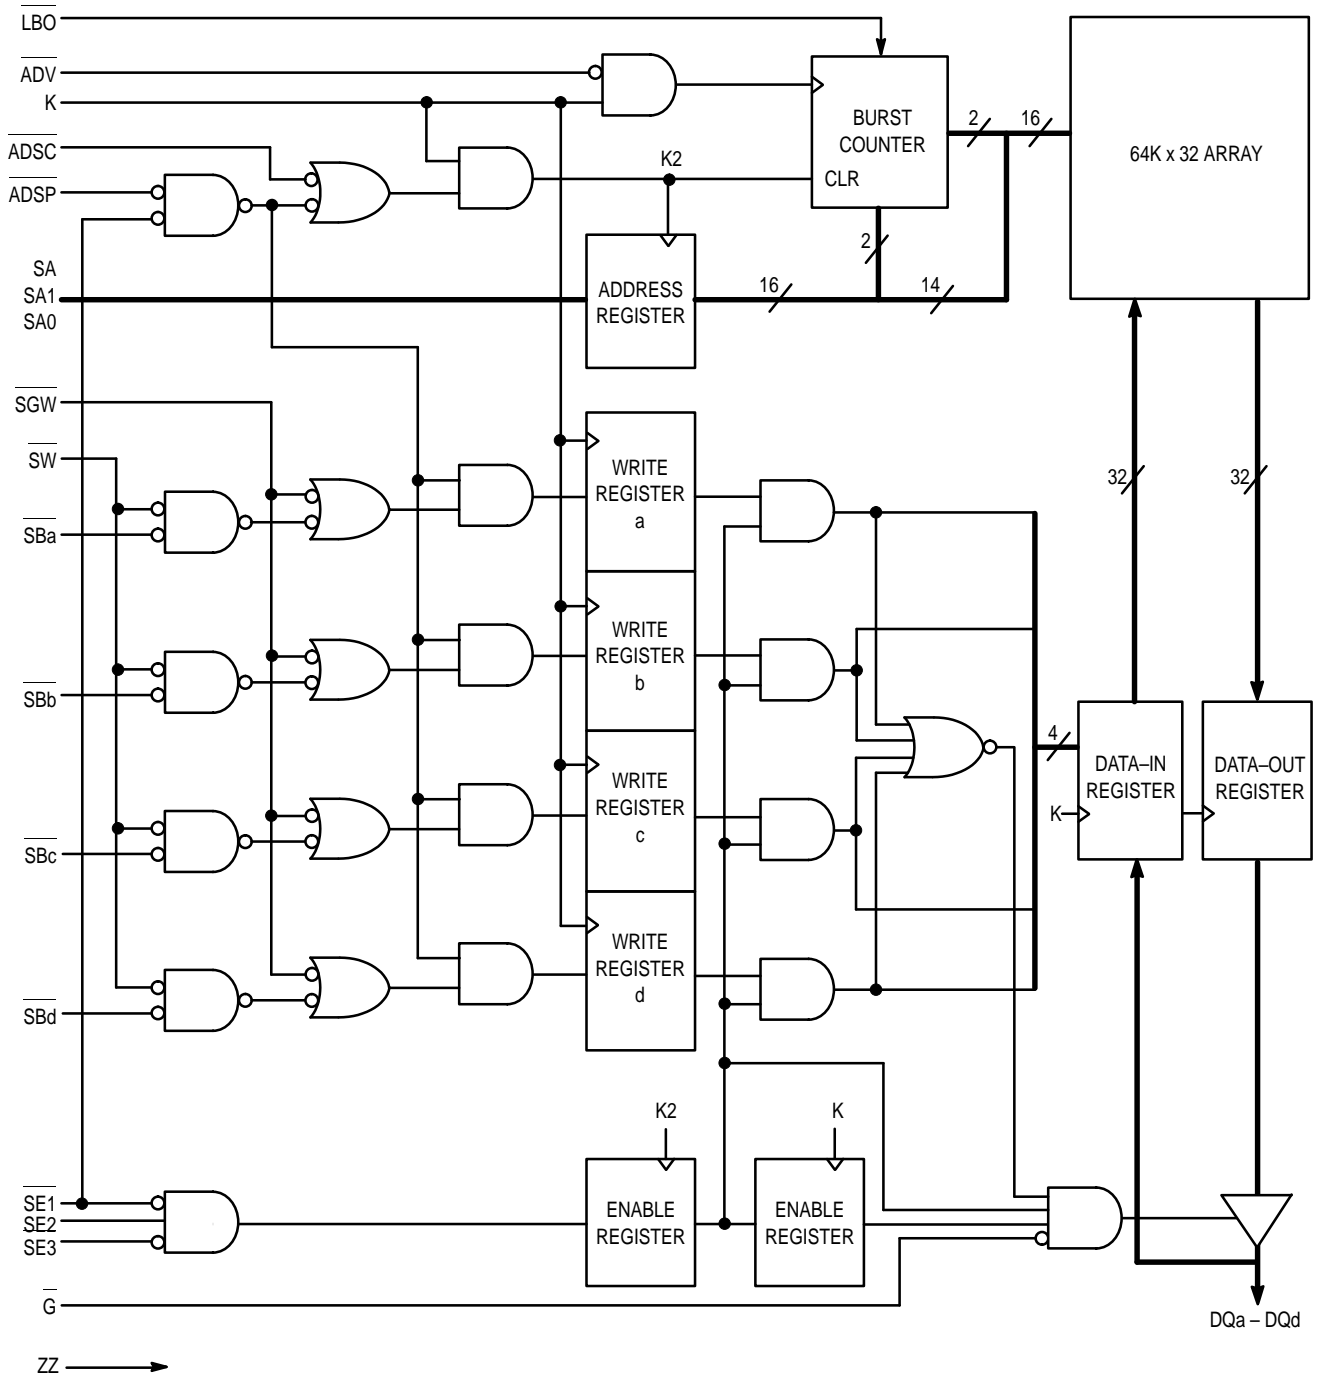 LBO
ADV
K
ADSC
ADSP
K2
BURST
COUNTER
CLR
2
16
64K x 32 ARRAY
2
SA
SA1
SA0
ADDRESS
REGISTER
16
14
SGW
SW
SBa
WRITE
REGISTER
a
32
32
SBb
WRITE
REGISTER
b
SBc
WRITE
REGISTER
c
4
DATA–IN
REGISTER
K
DATA–OUT
REGISTER
SBd
WRITE
REGISTER
d
K2
K
SE1
SE2
SE3
ENABLE
REGISTER
ENABLE
REGISTER
G
DQa – DQd
ZZ